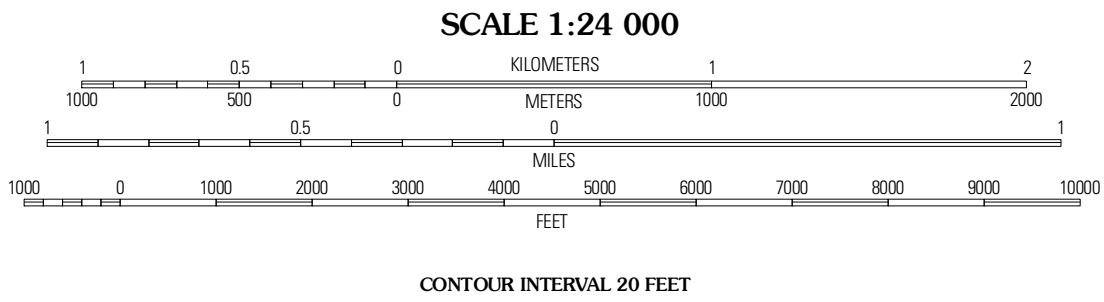 SCALE 1:24 000
1 0.5 0 KILOMETERS 1 2
1000 500 0 METERS 1000 2000
1 0.5 0 1
MILES
1000 0 1000 2000 3000 4000 5000 6000 7000 8000 9000 10000
FEET
CONTOUR INTERVAL 20 FEET